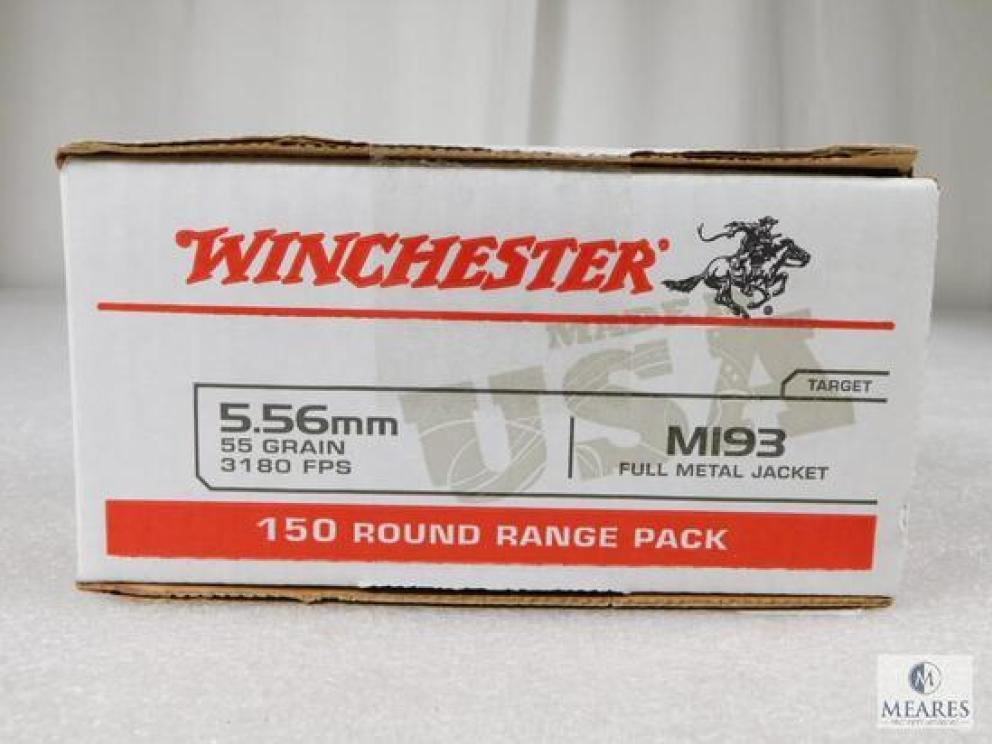 WINCHESTER
MADE
USA
TARGET
5.56mm
55 GRAIN
3180 FPS
M193
FULL METAL JACKET
150 ROUND RANGE PACK
M
MEARES